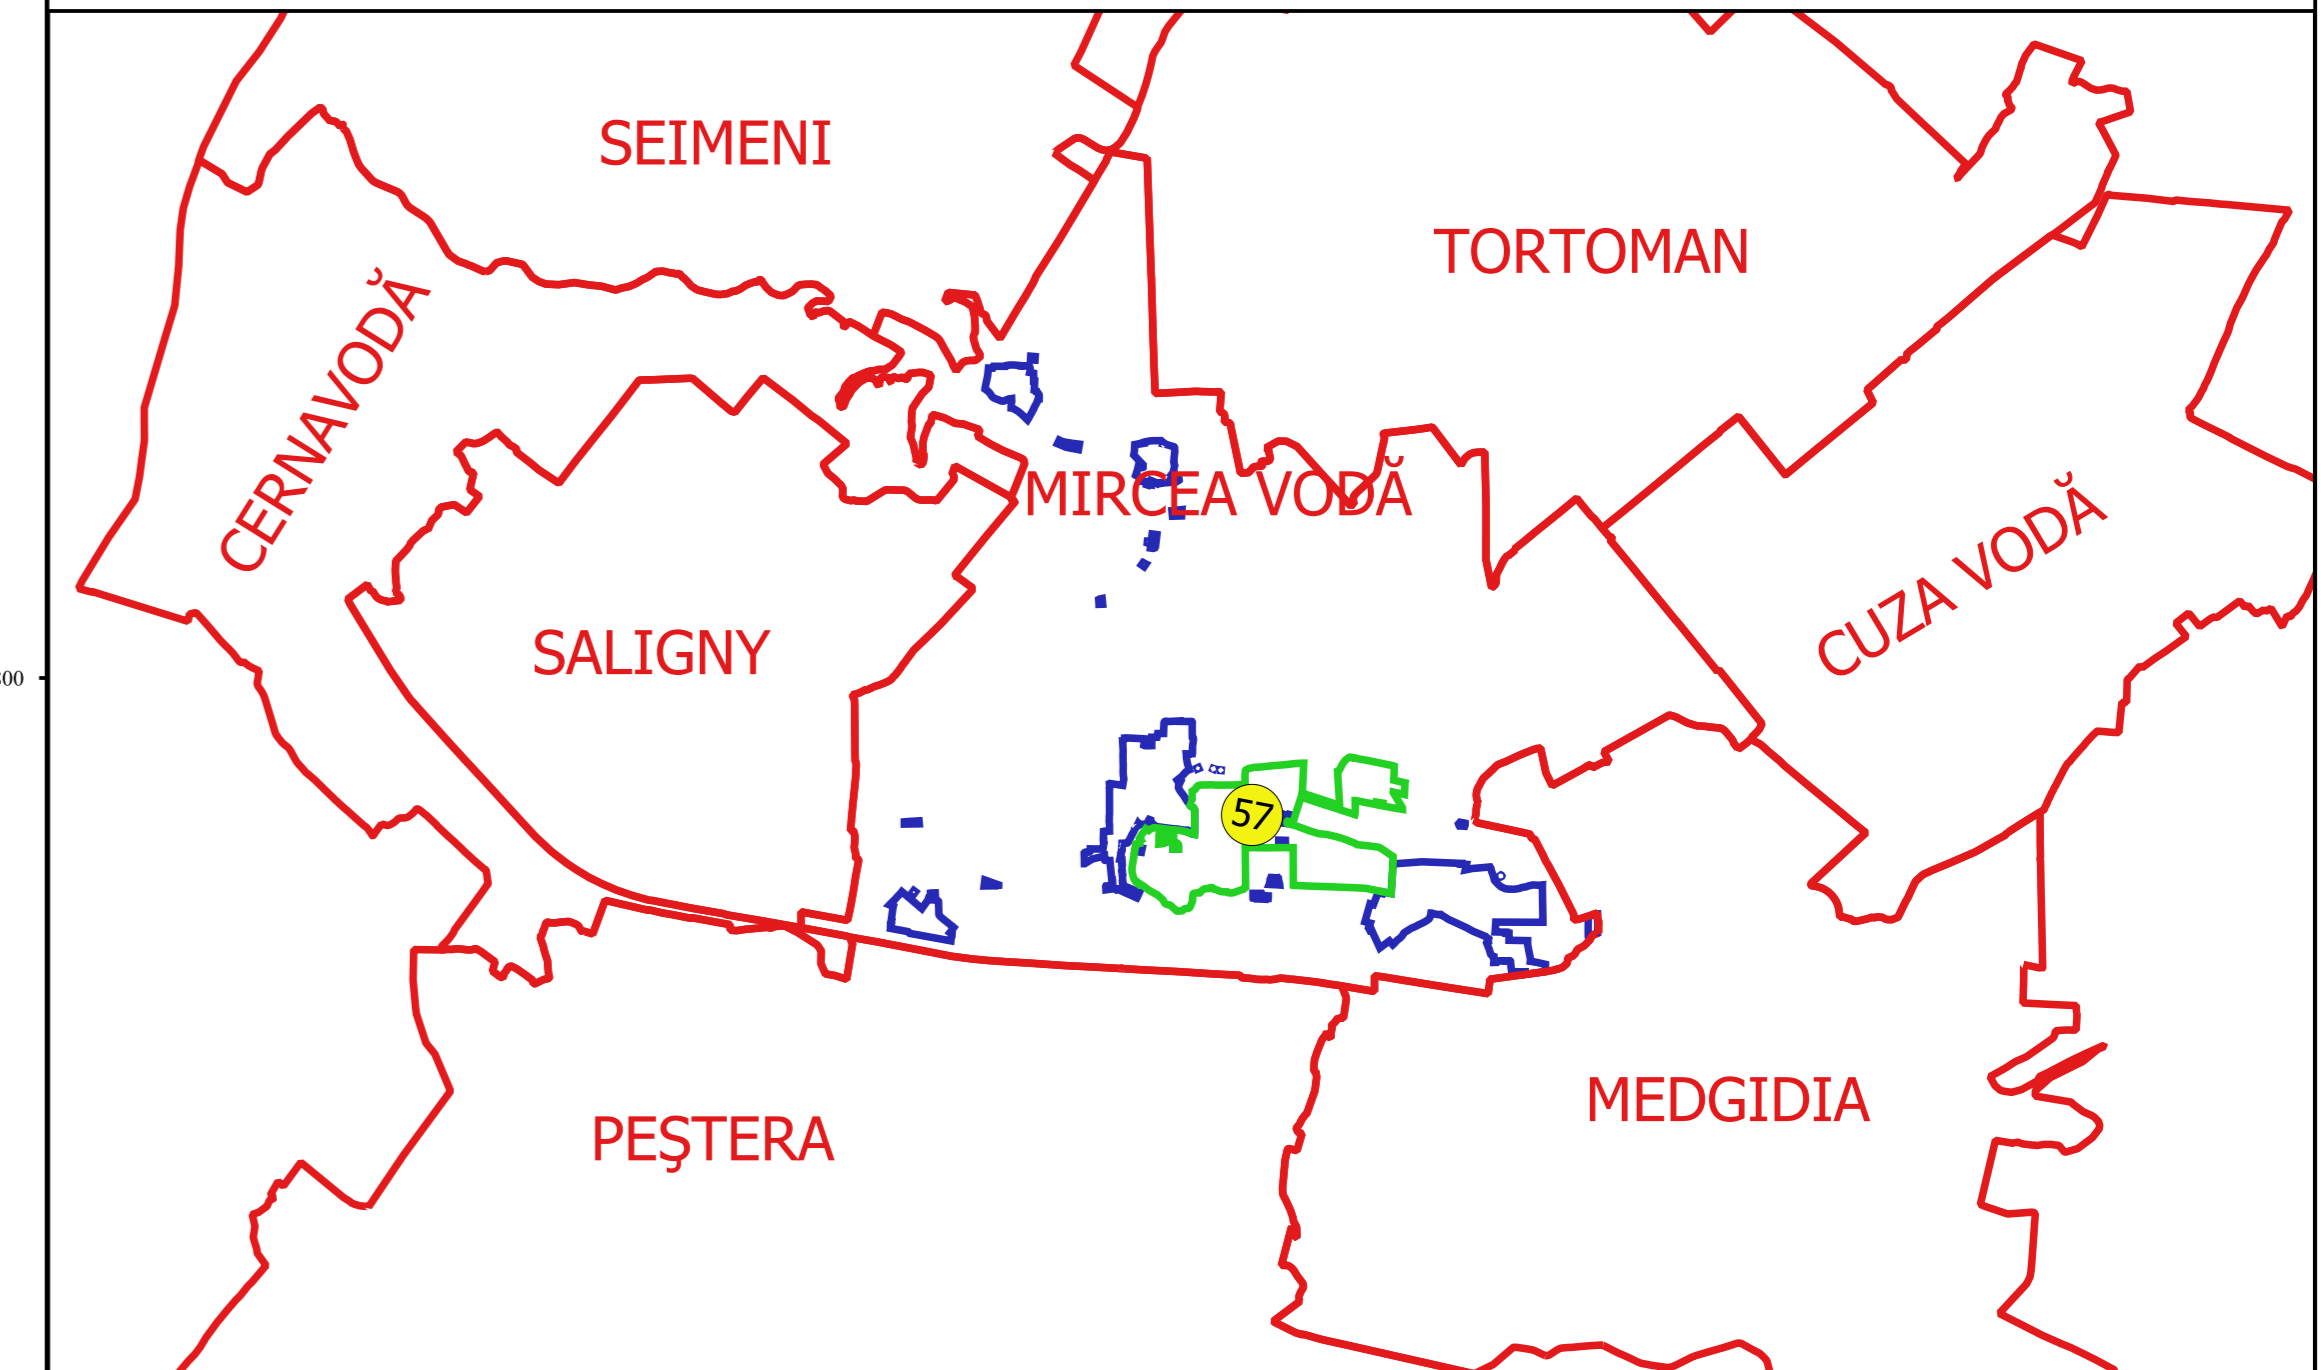 SEIMENI
TORTOMAN
CERNAVODĂ
MIRCEA VODĂ
CUZA VODĂ
SALIGNY
57
MEDGIDIA
PEŞTERA